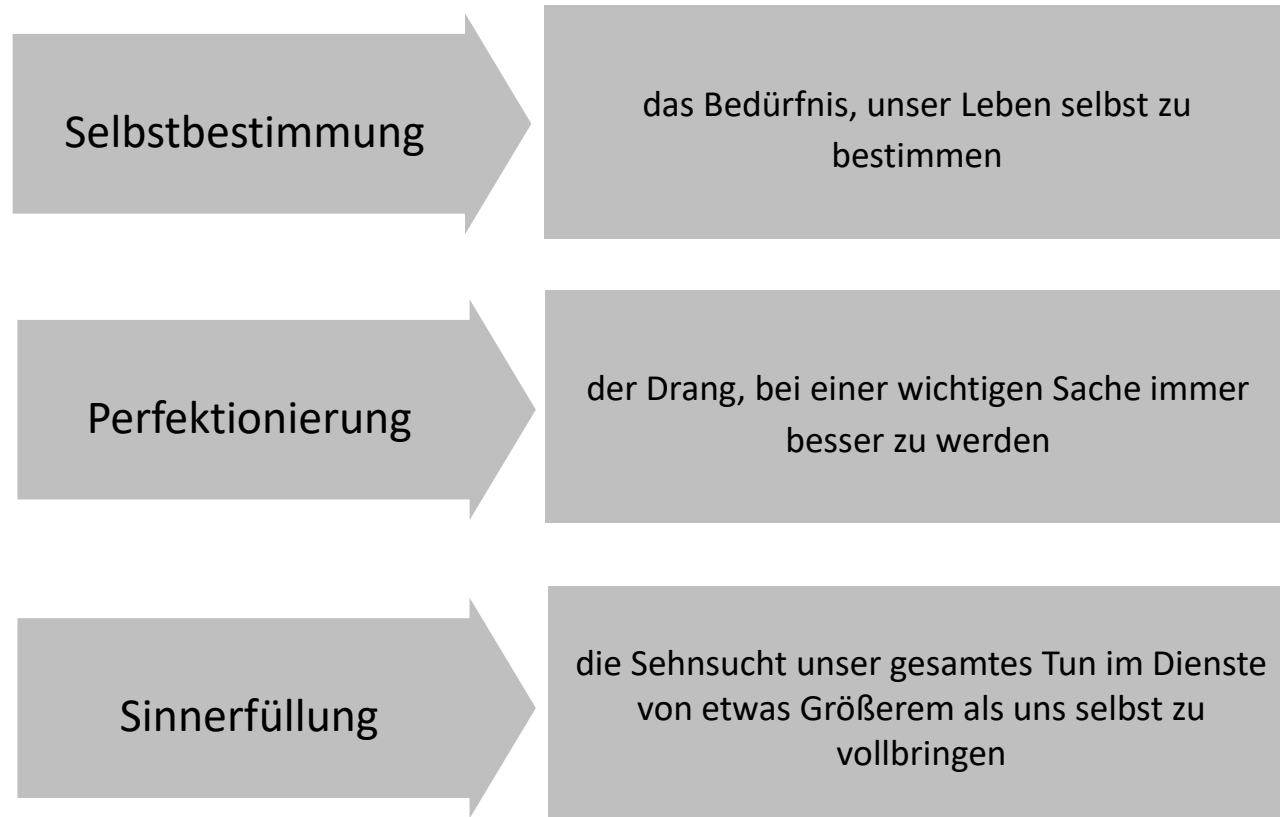 Selbstbestimmung
das Bedürfnis, unser Leben selbst zu
bestimmen
Perfektionierung
der Drang, bei einer wichtigen Sache immer
besser zu werden
Sinnerfüllung
die Sehnsucht unser gesamtes Tun im Dienste
von etwas Größerem als uns selbst zu
vollbringen